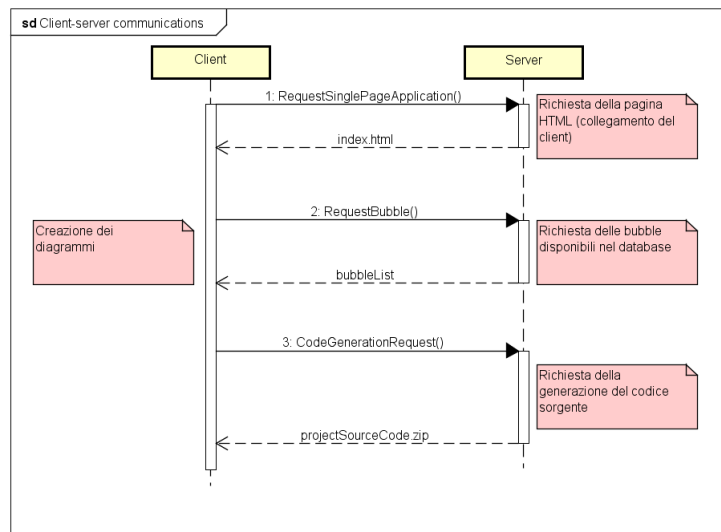 sd Client-server communications
Client
Server
1: RequestSinglePageApplication()
Richiesta della pagina
HTML (collegamento del
client)
index.html
2: RequestBubble()
Creazione dei
diagrammi
Richiesta delle bubble
disponibili nel database
bubbleList
3: CodeGenerationRequest()
Richiesta della
generazione del codice
sorgente
projectSourceCode.zip